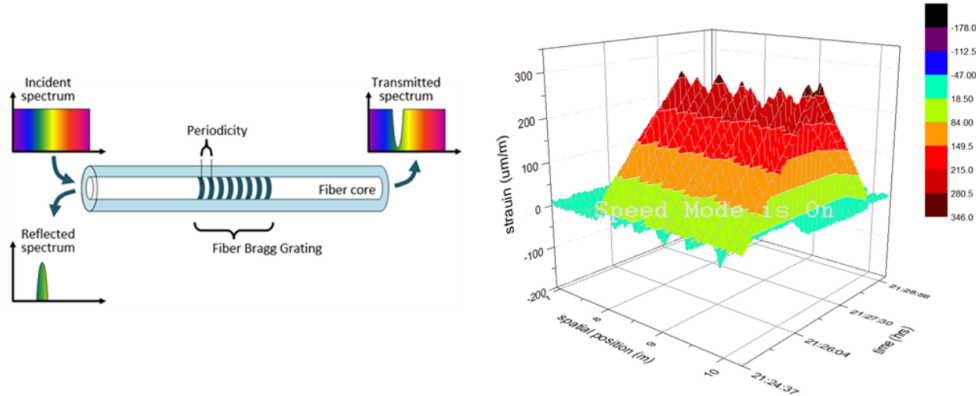 Incident
spectrum
Transmitted
spectrum
Periodicity
Fiber core
Fiber Bragg Grating
Reflected
spectrum
300
200
100
0
-100
-200
strauin (um/m)
Speed Mode is On
8
9
10
spatial position (m)
21:24:37
21:26:04
21:27:30
21:28:56
time (hrs)
-178.0
-112.5
-47.00
18.50
84.00
149.5
215.0
280.5
346.0